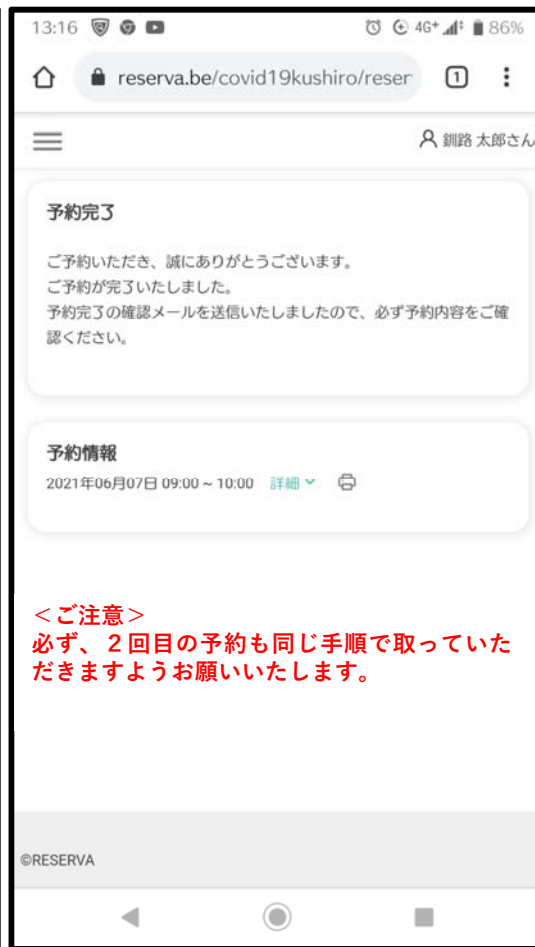 13:16 4G+ 86%
reserva.be/covid19kushiro/reser 1
釧路 太郎さん
予約完了
ご予約いただき、誠にありがとうございます。
ご予約が完了いたしました。
予約完了の確認メールを送信いたしましたので、必ず予約内容をご確
認ください。
予約情報
2021年06月07日 09:00 ~ 10:00 詳細
＜ご注意＞
必ず、２回目の予約も同じ手順で取っていた
だきますようお願いいたします。
©RESERVA